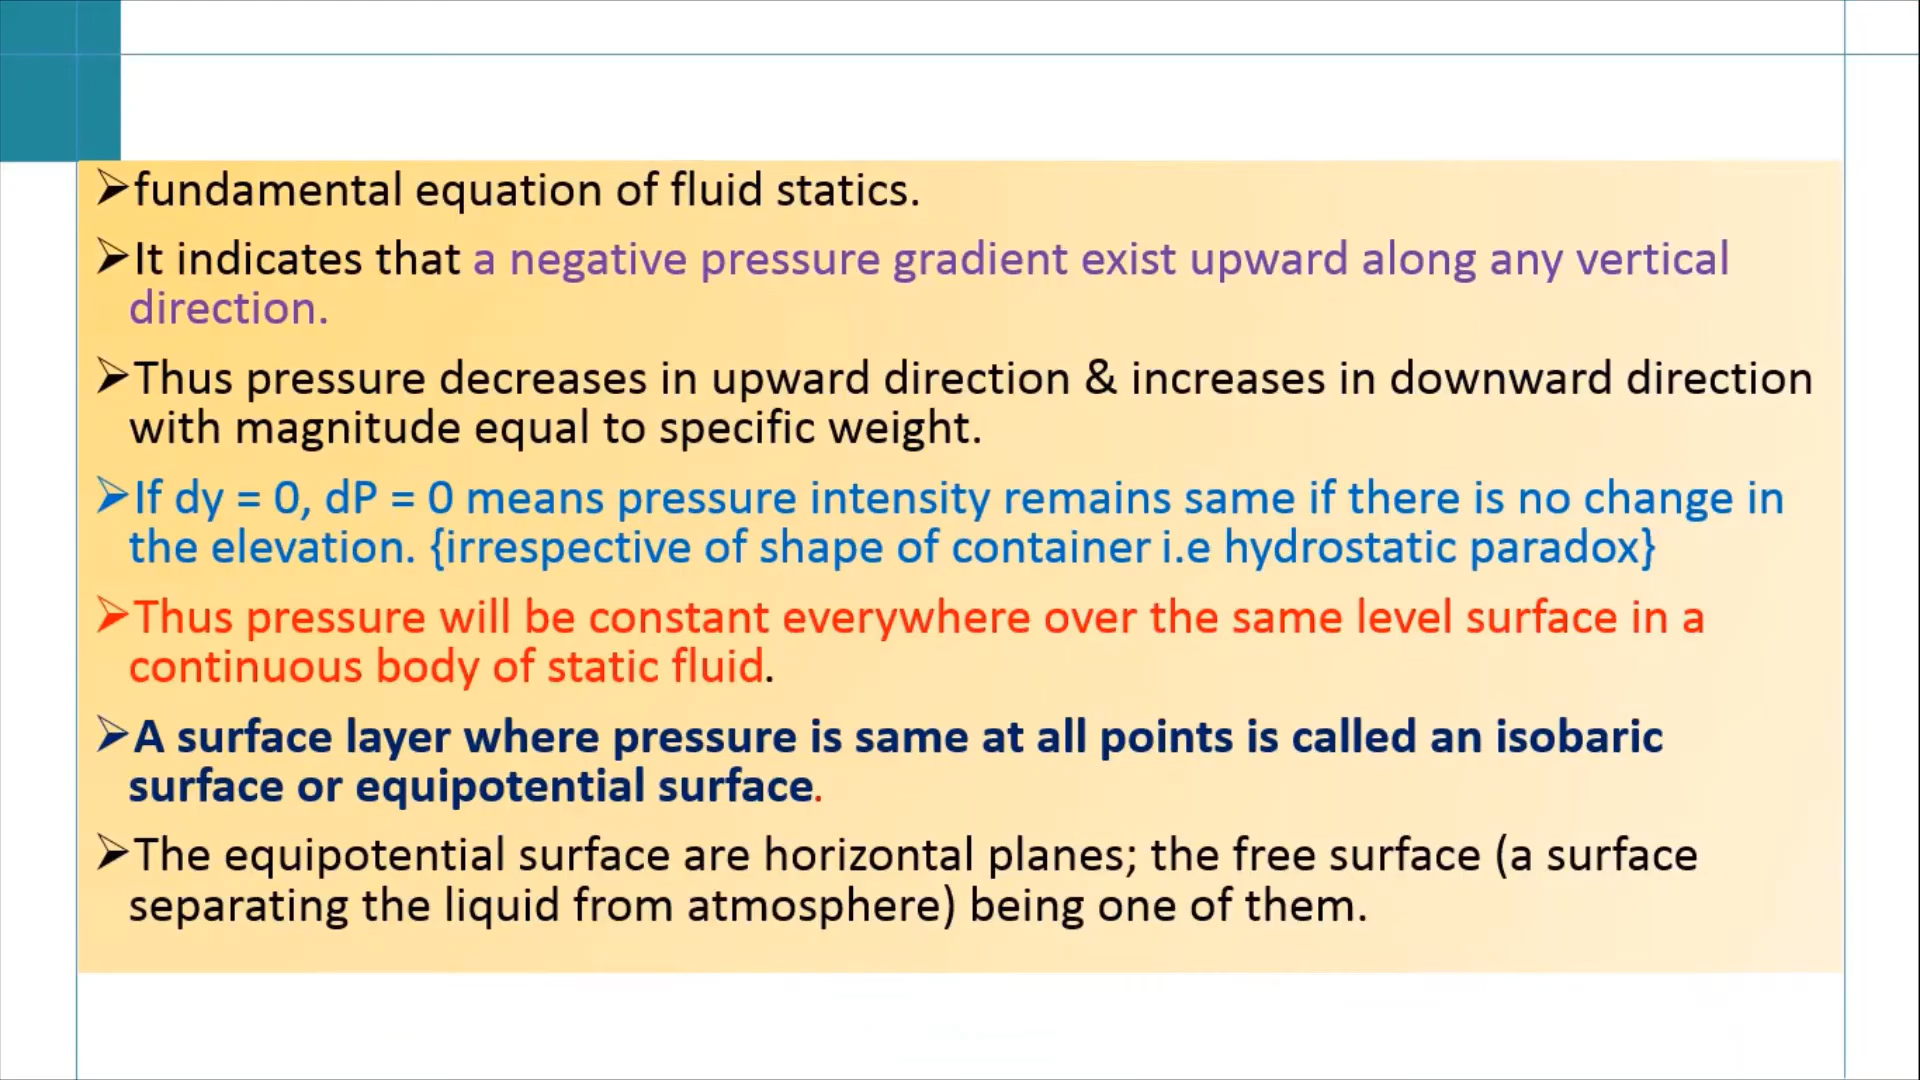 ➢fundamental equation of fluid statics.
➢It indicates that a negative pressure gradient exist upward along any vertical
direction.
➢Thus pressure decreases in upward direction & increases in downward direction
with magnitude equal to specific weight.
➢If dy = 0, dP = 0 means pressure intensity remains same if there is no change in
the elevation. {irrespective of shape of container i.e hydrostatic paradox}
➢Thus pressure will be constant everywhere over the same level surface in a
continuous body of static fluid.
➢A surface layer where pressure is same at all points is called an isobaric
surface or equipotential surface.
➢The equipotential surface are horizontal planes; the free surface (a surface
separating the liquid from atmosphere) being one of them.